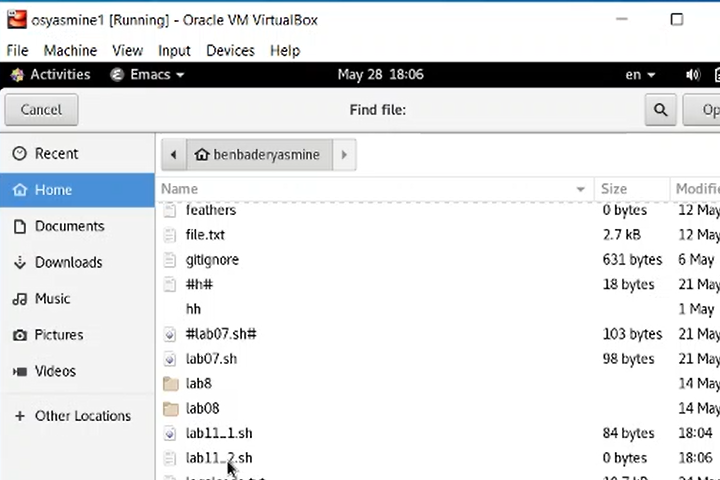 osyasmine1 [Running] - Oracle VM VirtualBox
File Machine View Input Devices Help
Activities Emacs May 28 18:06 en
Cancel Find file: Op
Recent
Home
Documents
Downloads
Music
Pictures
Videos
Other Locations
benbaderyasmine
Name Size Modifie
feathers 0 bytes 12 May
file.txt 2.7 kB 12 May
gitignore 631 bytes 6 May
#h# 18 bytes 21 May
hh 1 May
#lab07.sh# 103 bytes 21 May
lab07.sh 98 bytes 21 May
lab8 14 May
lab08 14 May
lab11_1.sh 84 bytes 18:04
lab11_2.sh 0 bytes 18:06